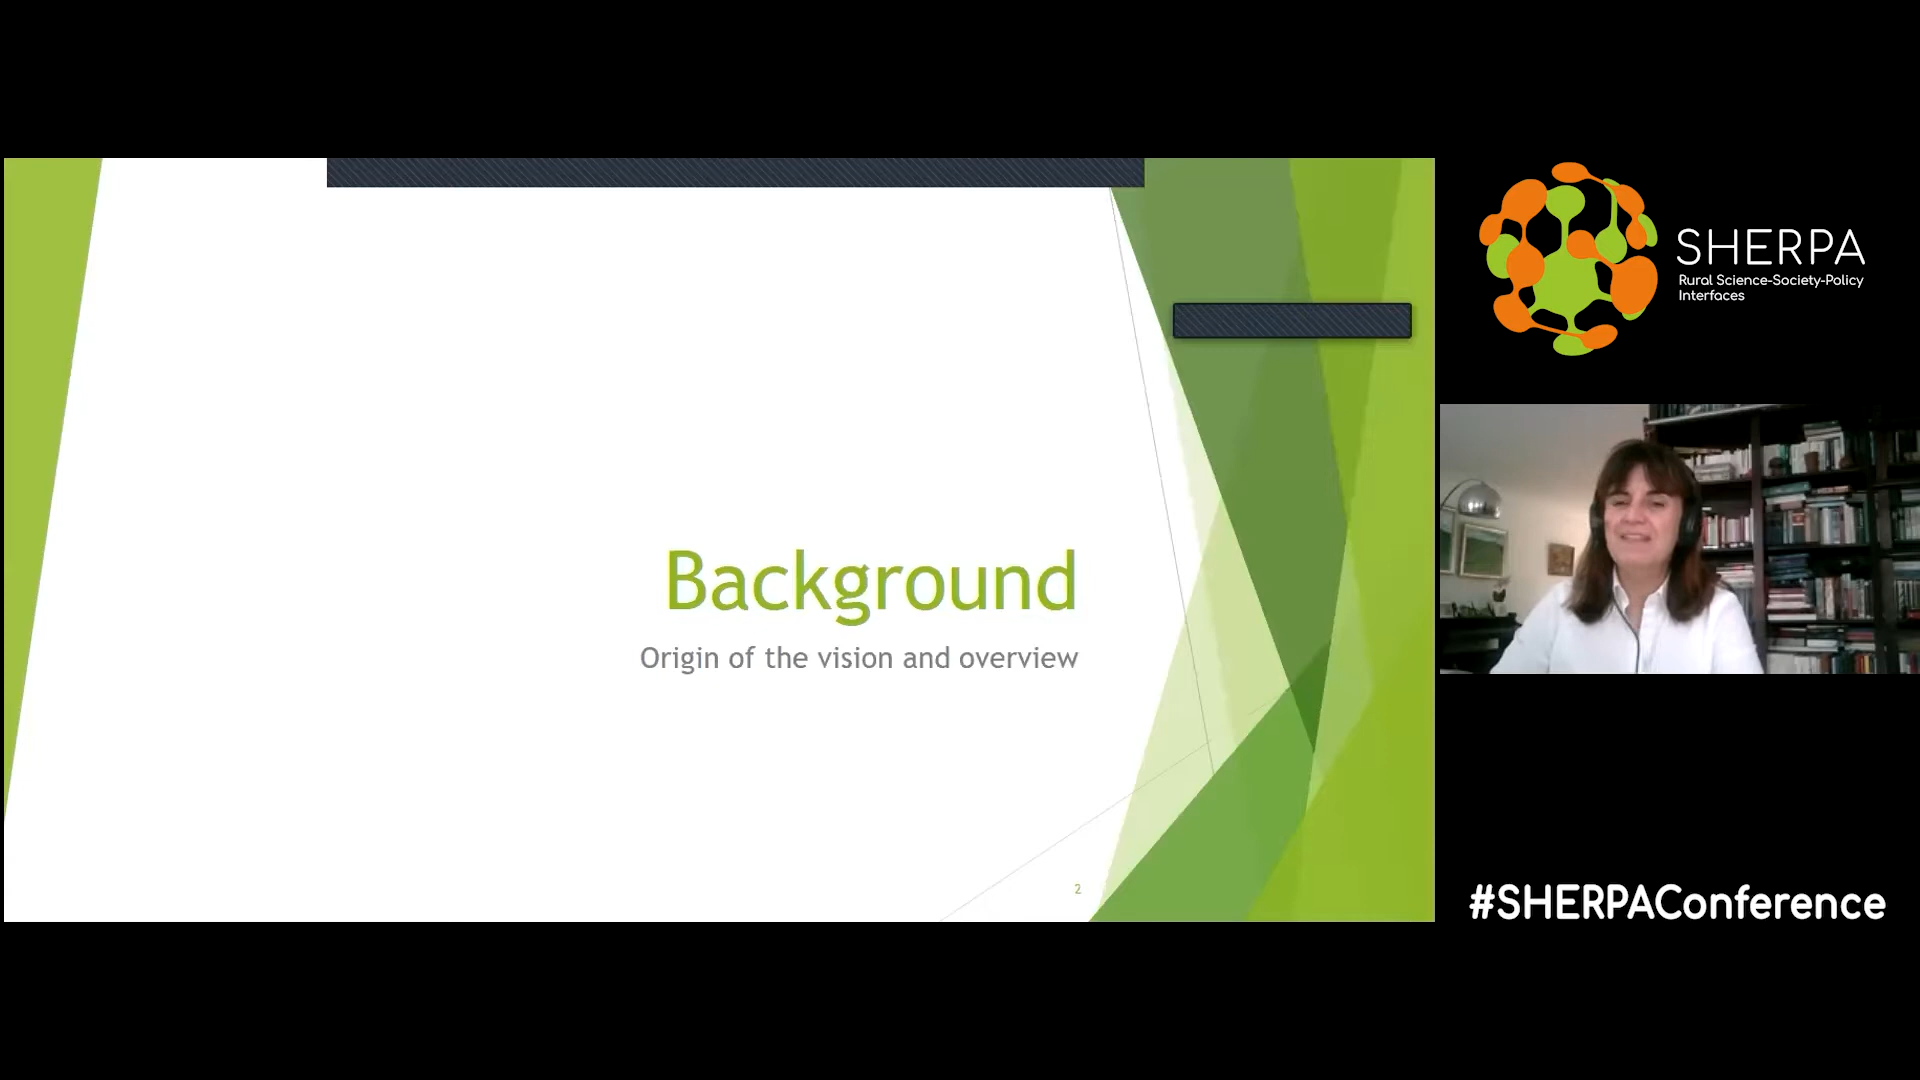 Background
Origin of the vision and overview
2
SHERPA
Rural Science-Society-Policy
Interfaces
#SHERPAConference